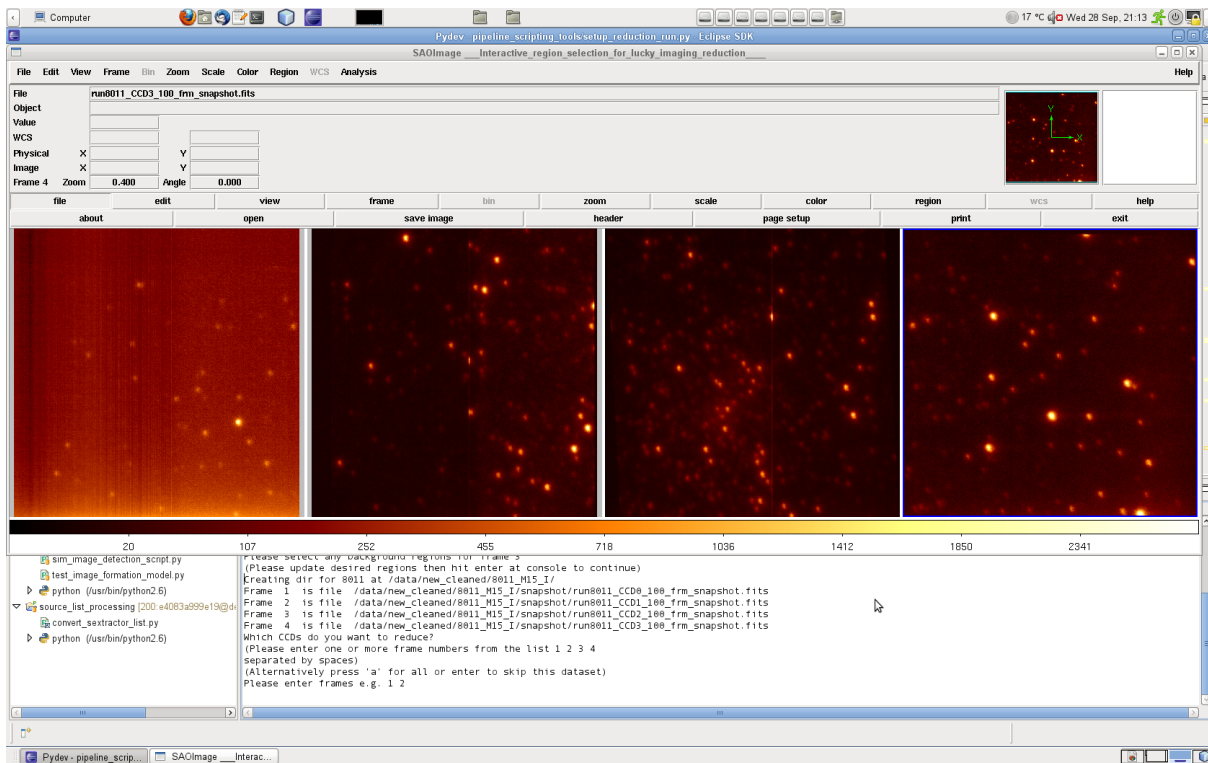 Computer
17 °C Wed 28 Sep, 21:13
Pydev - pipeline_scripting_tools/setup_reduction_run.py - Eclipse SDK
SAOImage ___Interactive_region_selection_for_lucky_imaging_reduction___
File Edit View Frame Bin Zoom Scale Color Region WCS Analysis Help
File run8011_CCD3_100_frm_snapshot.fits
Object
Value
WCS
Physical X Y
Image X Y
Frame 4 Zoom 0.400 Angle 0.000
Y
X
file edit view frame bin zoom scale color region wcs help
about open save image header page setup print exit
20 107 252 455 718 1036 1412 1850 2341
sim_image_detection_script.py
test_image_formation_model.py
python (/usr/bin/python2.6)
source_list_processing [200:e4083a999e19@de
convert_sextractor_list.py
python (/usr/bin/python2.6)
Please select any background regions for frame 3
(Please update desired regions then hit enter at console to continue)
Creating dir for 8011 at /data/new_cleaned/8011_M15_I/
Frame 1 is file /data/new_cleaned/8011_M15_I/snapshot/run8011_CCD0_100_frm_snapshot.fits
Frame 2 is file /data/new_cleaned/8011_M15_I/snapshot/run8011_CCD1_100_frm_snapshot.fits
Frame 3 is file /data/new_cleaned/8011_M15_I/snapshot/run8011_CCD2_100_frm_snapshot.fits
Frame 4 is file /data/new_cleaned/8011_M15_I/snapshot/run8011_CCD3_100_frm_snapshot.fits
Which CCDs do you want to reduce?
(Please enter one or more frame numbers from the list 1 2 3 4
separated by spaces)
(Alternatively press 'a' for all or enter to skip this dataset)
Please enter frames e.g. 1 2
Pydev - pipeline_scrip... SAOImage ___Interac...